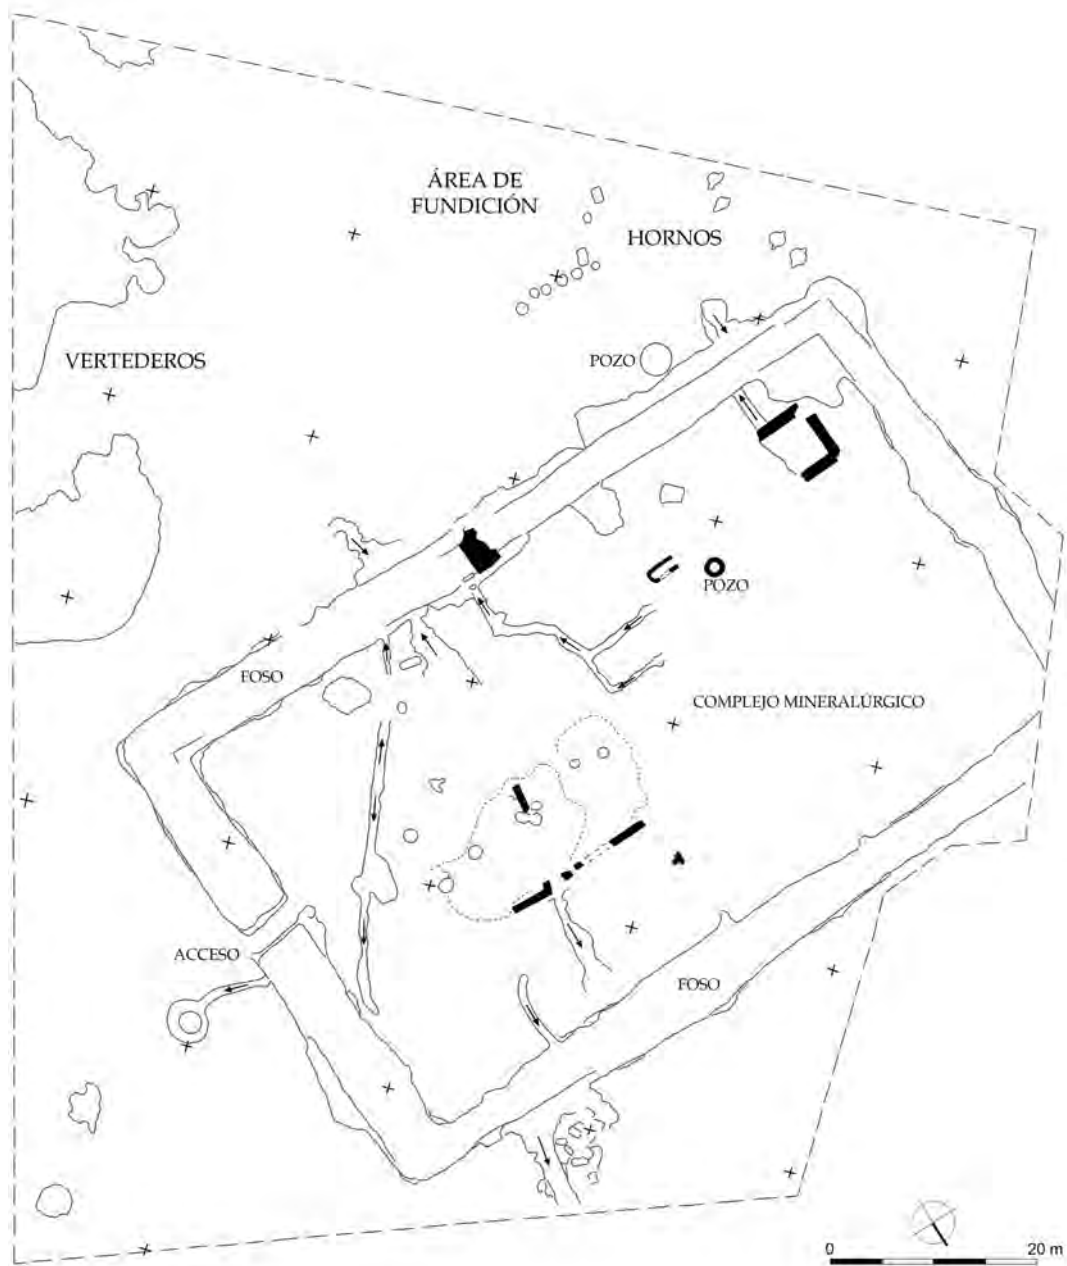 ÁREA DE
FUNDICIÓN
HORNOS
VERTEDEROS
POZO
POZO
FOSO
COMPLEJO MINERALÚRGICO
ACCESO
FOSO
0 20 m